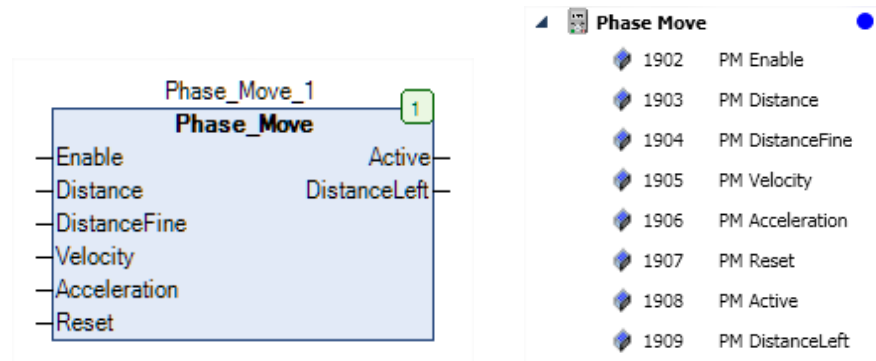 Phase_Move_1
1
Phase_Move
Enable Active
Distance DistanceLeft
DistanceFine
Velocity
Acceleration
Reset
Phase Move
1902 PM Enable
1903 PM Distance
1904 PM DistanceFine
1905 PM Velocity
1906 PM Acceleration
1907 PM Reset
1908 PM Active
1909 PM DistanceLeft